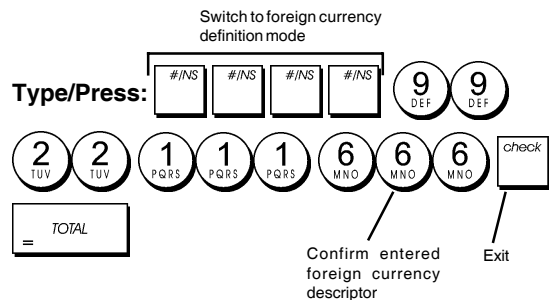 Switch to foreign currency
definition mode
Type/Press: #/NS #/NS #/NS #/NS 9 DEF 9 DEF
2 TUV 2 TUV 1 PQRS 1 PQRS 1 PQRS 6 MNO 6 MNO 6 MNO check
= TOTAL
Confirm entered
foreign currency
descriptor
Exit